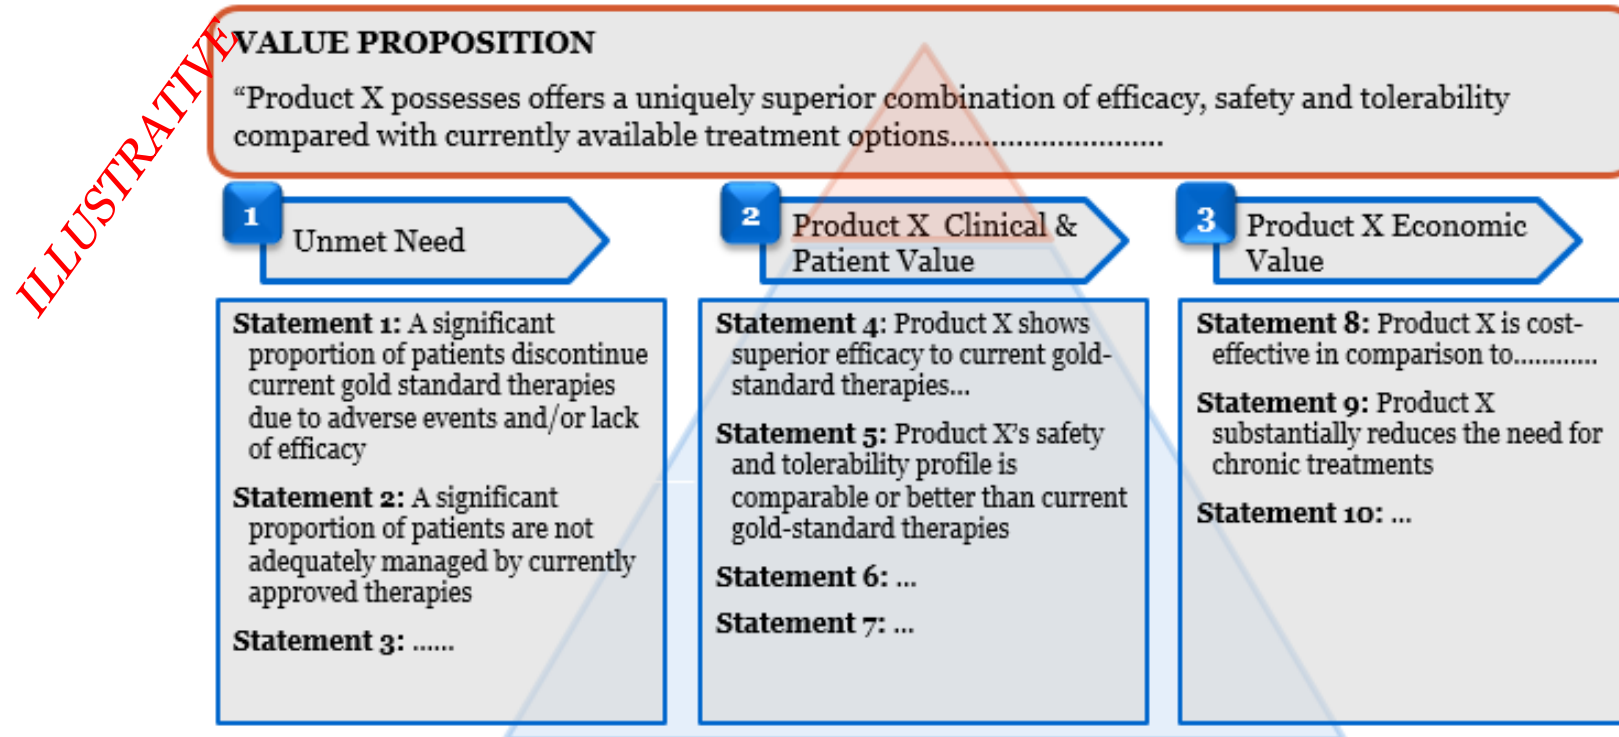 ILLUSTRATIVE
VALUE PROPOSITION
“Product X possesses offers a uniquely superior combination of efficacy, safety and tolerability
compared with currently available treatment options........................
1
Unmet Need
Statement 1: A significant
proportion of patients discontinue
current gold standard therapies
due to adverse events and/or lack
of efficacy
Statement 2: A significant
proportion of patients are not
adequately managed by currently
approved therapies
Statement 3: ......
2
Product X  Clinical &
Patient Value
Statement 4: Product X shows
superior efficacy to current gold-
standard therapies...
Statement 5: Product X’s safety
and tolerability profile is
comparable or better than current
gold-standard therapies
Statement 6: ...
Statement 7: ...
3
Product X Economic
Value
Statement 8: Product X is cost-
effective in comparison to............
Statement 9: Product X
substantially reduces the need for
chronic treatments
Statement 10: ...